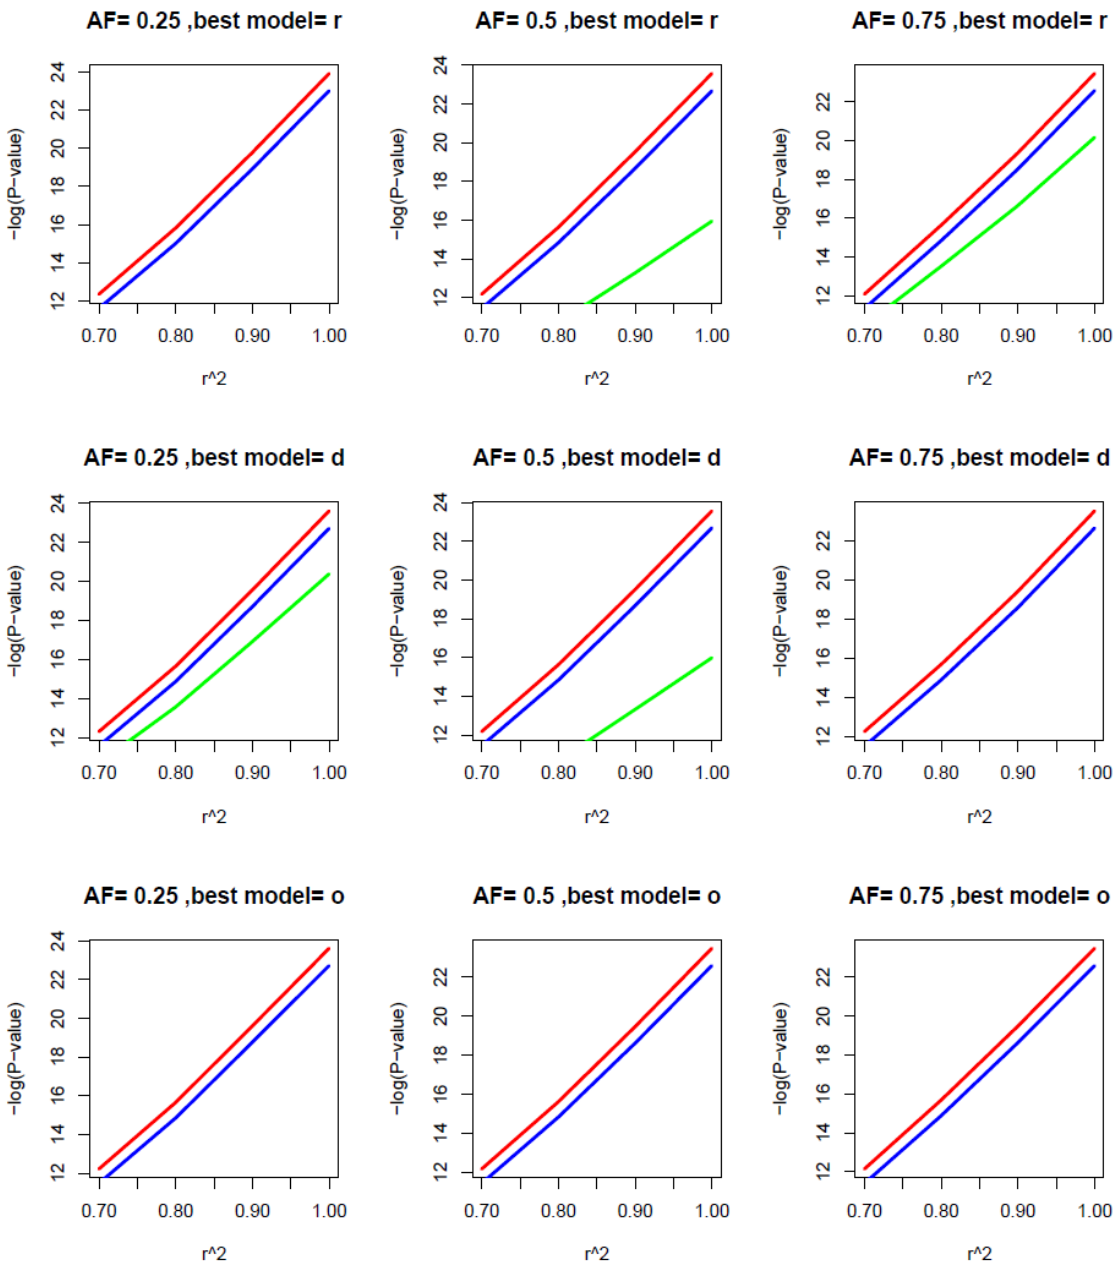 AF= 0.25 ,best model= r
AF= 0.5 ,best model= r
AF= 0.75 ,best model= r
−log(P−value)
12 14 16 18 20 22 24
0.70 0.80 0.90 1.00
r^2
−log(P−value)
12 14 16 18 20 22 24
0.70 0.80 0.90 1.00
r^2
−log(P−value)
12 14 16 18 20 22
0.70 0.80 0.90 1.00
r^2
AF= 0.25 ,best model= d
AF= 0.5 ,best model= d
AF= 0.75 ,best model= d
−log(P−value)
12 14 16 18 20 22 24
0.70 0.80 0.90 1.00
r^2
−log(P−value)
12 14 16 18 20 22 24
0.70 0.80 0.90 1.00
r^2
−log(P−value)
12 14 16 18 20 22
0.70 0.80 0.90 1.00
r^2
AF= 0.25 ,best model= o
AF= 0.5 ,best model= o
AF= 0.75 ,best model= o
−log(P−value)
12 14 16 18 20 22 24
0.70 0.80 0.90 1.00
r^2
−log(P−value)
12 14 16 18 20 22
0.70 0.80 0.90 1.00
r^2
−log(P−value)
12 14 16 18 20 22
0.70 0.80 0.90 1.00
r^2